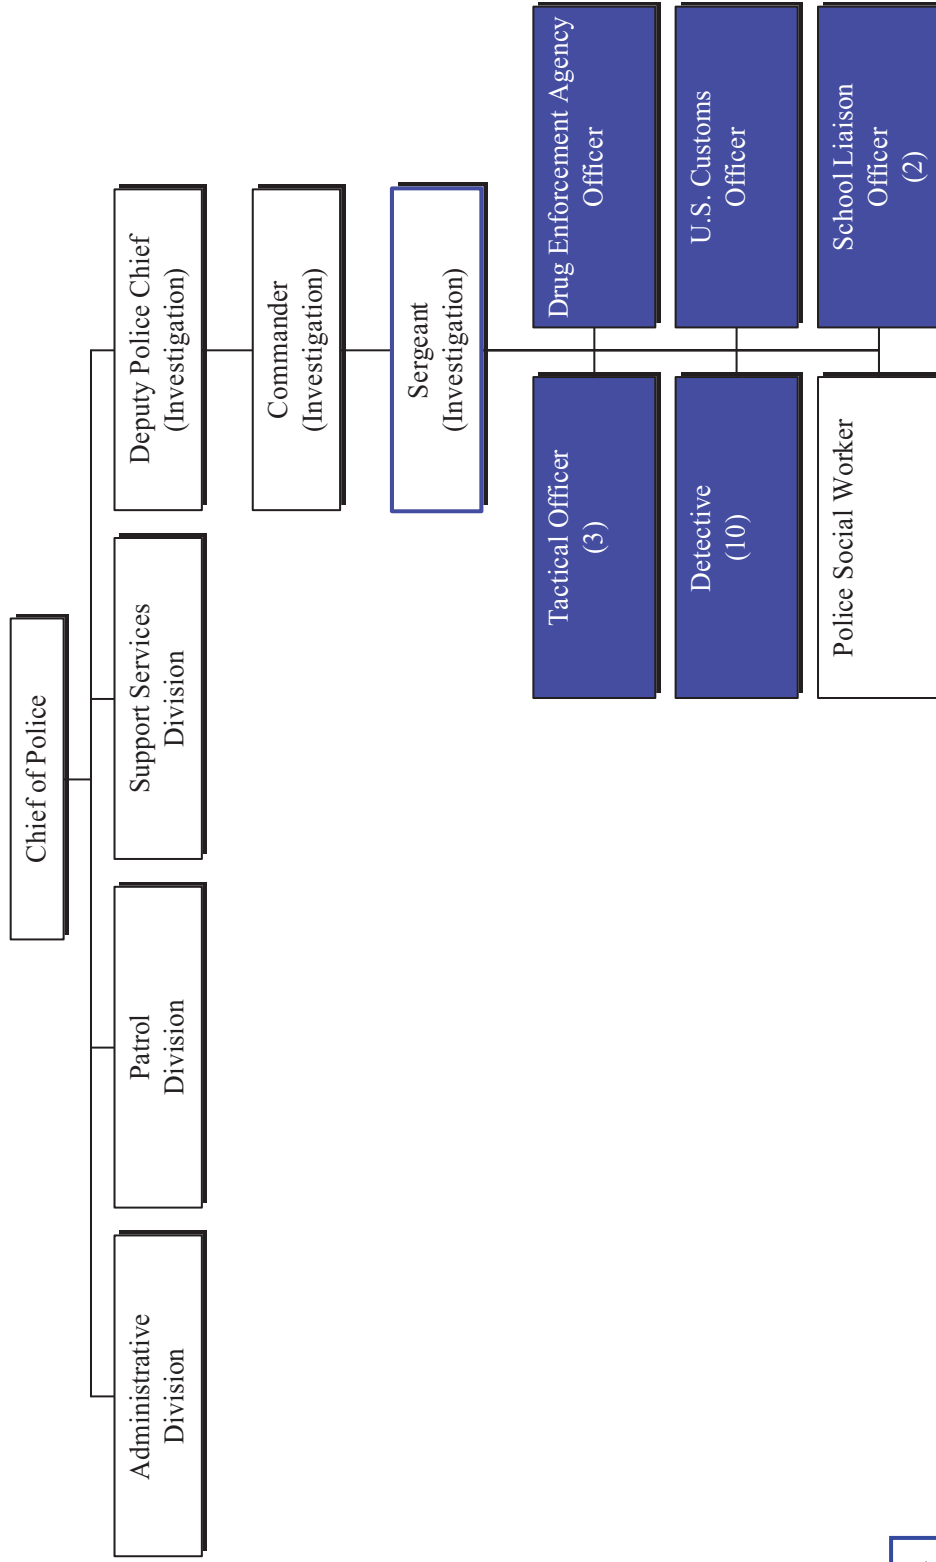 Chief of Police
Administrative
Division
Patrol
Division
Support Services
Division
Deputy Police Chief
(Investigation)
Commander
(Investigation)
Sergeant
(Investigation)
Tactical Officer
(3)
Drug Enforcement Agency
Officer
Detective
(10)
U.S. Customs
Officer
Police Social Worker
School Liaison
Officer
(2)